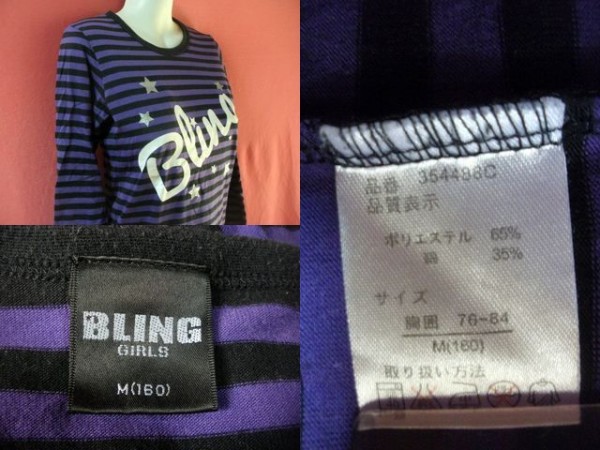 Bling
BLING
GIRLS
M(160)
品番 354488C
品質表示
ポリエステル 65%
綿 35%
サイズ
胸囲 76-84
M(160)
取り扱い方法